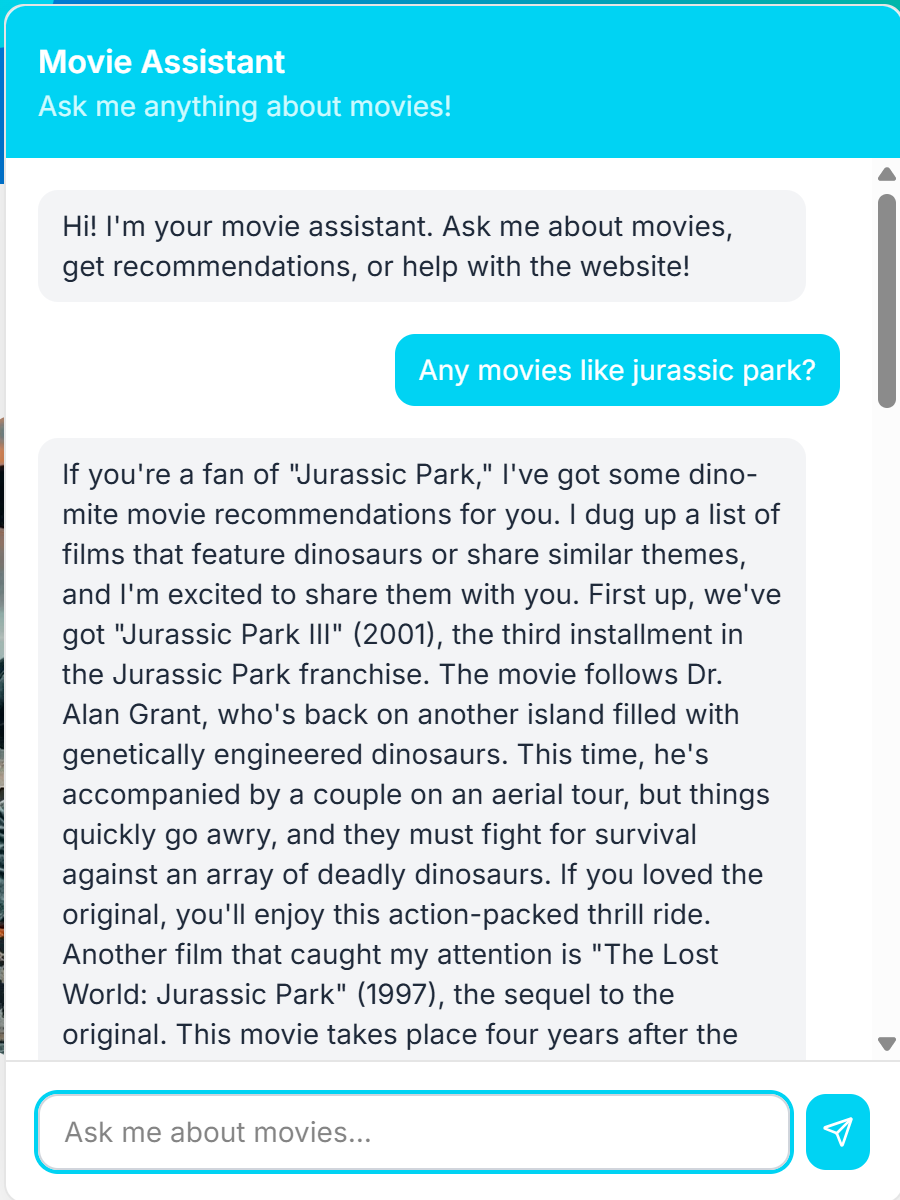 Movie Assistant
Ask me anything about movies!
Hi! I'm your movie assistant. Ask me about movies,
get recommendations, or help with the website!
Any movies like jurassic park?
If you're a fan of "Jurassic Park," I've got some dino-
mite movie recommendations for you. I dug up a list of
films that feature dinosaurs or share similar themes,
and I'm excited to share them with you. First up, we've
got "Jurassic Park III" (2001), the third installment in
the Jurassic Park franchise. The movie follows Dr.
Alan Grant, who's back on another island filled with
genetically engineered dinosaurs. This time, he's
accompanied by a couple on an aerial tour, but things
quickly go awry, and they must fight for survival
against an array of deadly dinosaurs. If you loved the
original, you'll enjoy this action-packed thrill ride.
Another film that caught my attention is "The Lost
World: Jurassic Park" (1997), the sequel to the
original. This movie takes place four years after the
Ask me about movies...